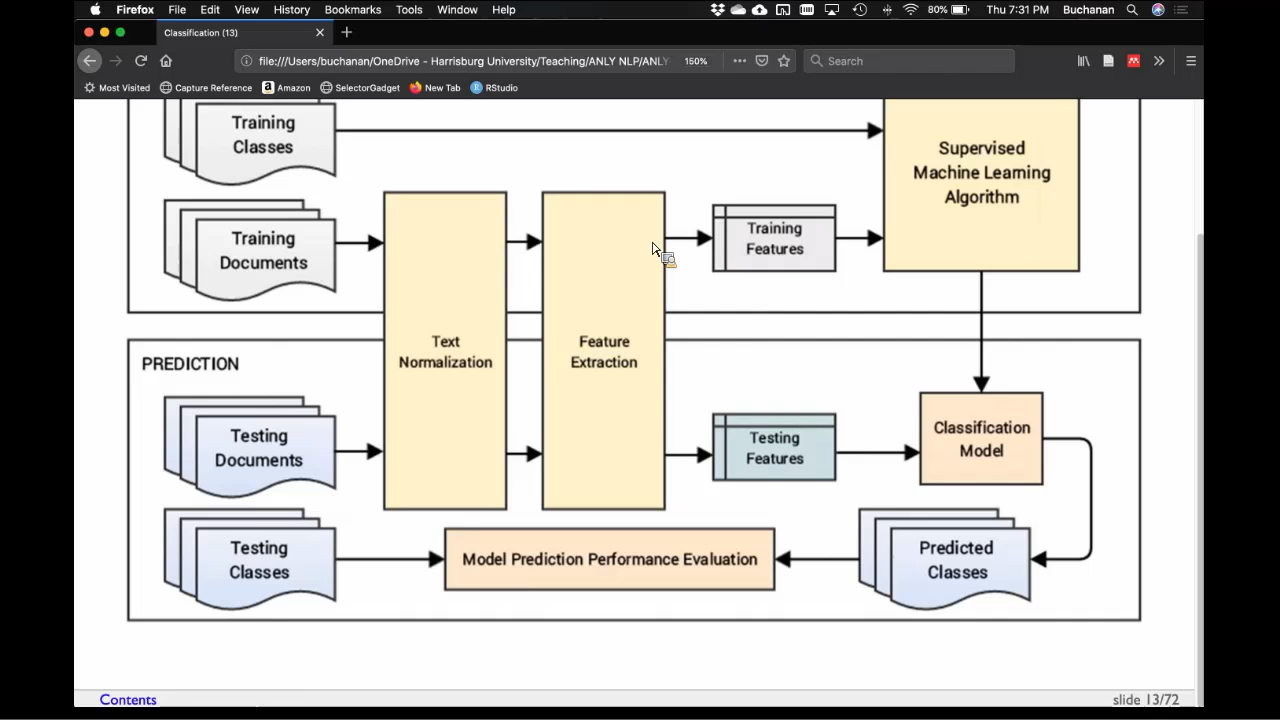 Firefox File Edit View History Bookmarks Tools Window Help 80% Thu 7:31 PM Buchanan
Classification (13)
file:///Users/buchanan/OneDrive - Harrisburg University/Teaching/ANLY NLP/ANLY 150% Search
Most Visited Capture Reference Amazon SelectorGadget New Tab RStudio
Training
Classes
Supervised
Machine Learning
Algorithm
Training
Documents
Training
Features
Text
Normalization
Feature
Extraction
PREDICTION
Testing
Documents
Testing
Features
Classification
Model
Testing
Classes
Model Prediction Performance Evaluation
Predicted
Classes
Contents
slide 13/72